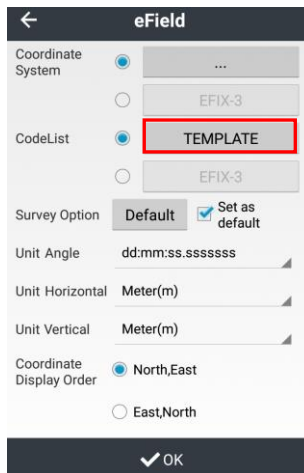 eField
Coordinate
System
...
EFIX-3
CodeList
TEMPLATE
EFIX-3
Survey Option
Default
Set as
default
Unit Angle
dd:mm:ss.sssssss
Unit Horizontal
Meter(m)
Unit Vertical
Meter(m)
Coordinate
Display Order
North,East
East,North
OK